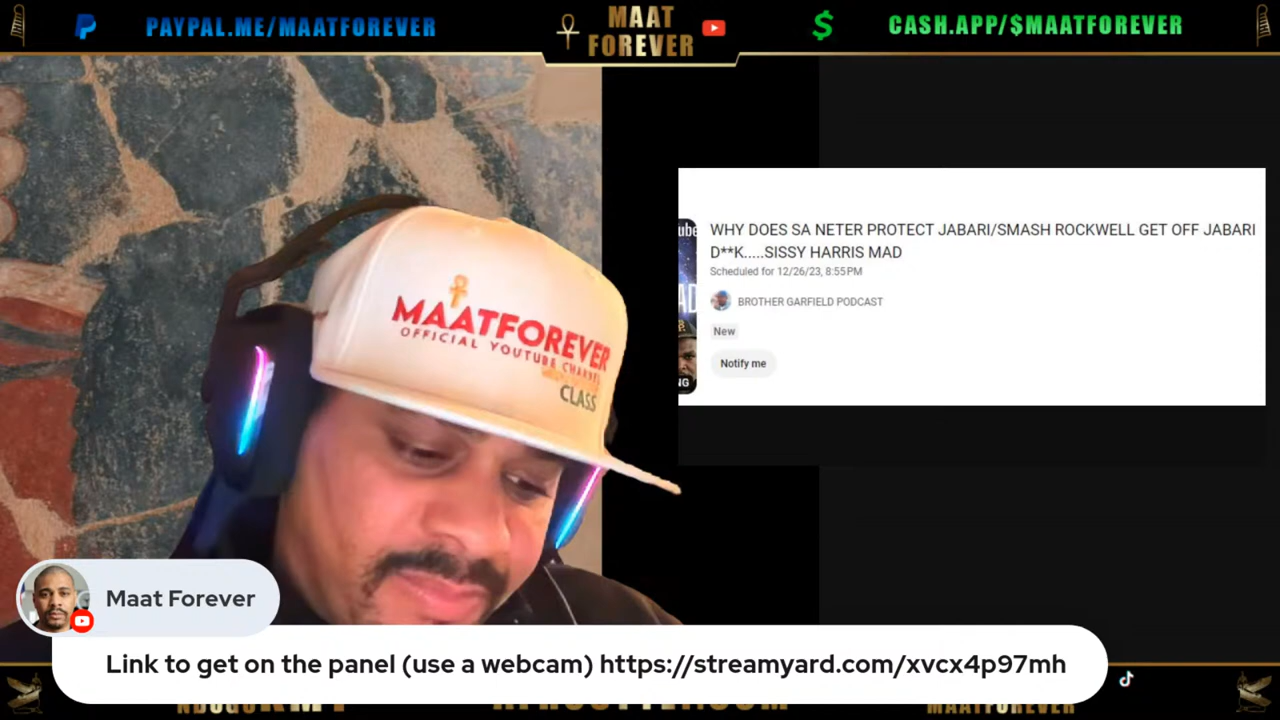 PAYPAL.ME/MAATFOREVER
MAAT
FOREVER
CASH.APP/$MAATFOREVER
MAATFOREVER
OFFICIAL YOUTUBE CHANNEL
CLASS
WHY DOES SA NETER PROTECT JABARI/SMASH ROCKWELL GET OFF JABARI
D**K.....SISSY HARRIS MAD
Scheduled for 12/26/23, 8:55 PM
BROTHER GARFIELD PODCAST
New
Notify me
Maat Forever
Link to get on the panel (use a webcam) https://streamyard.com/xvcx4p97mh
MAATFOREVER